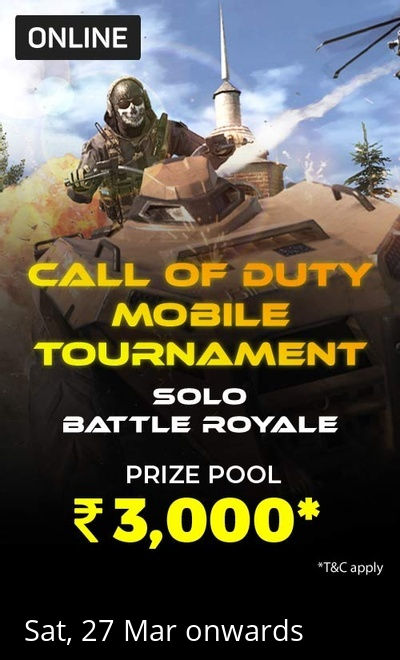 ONLINE
CALL OF DUTY
MOBILE
TOURNAMENT
SOLO
BATTLE ROYALE
PRIZE POOL
₹3,000*
*T&C apply
Sat, 27 Mar onwards